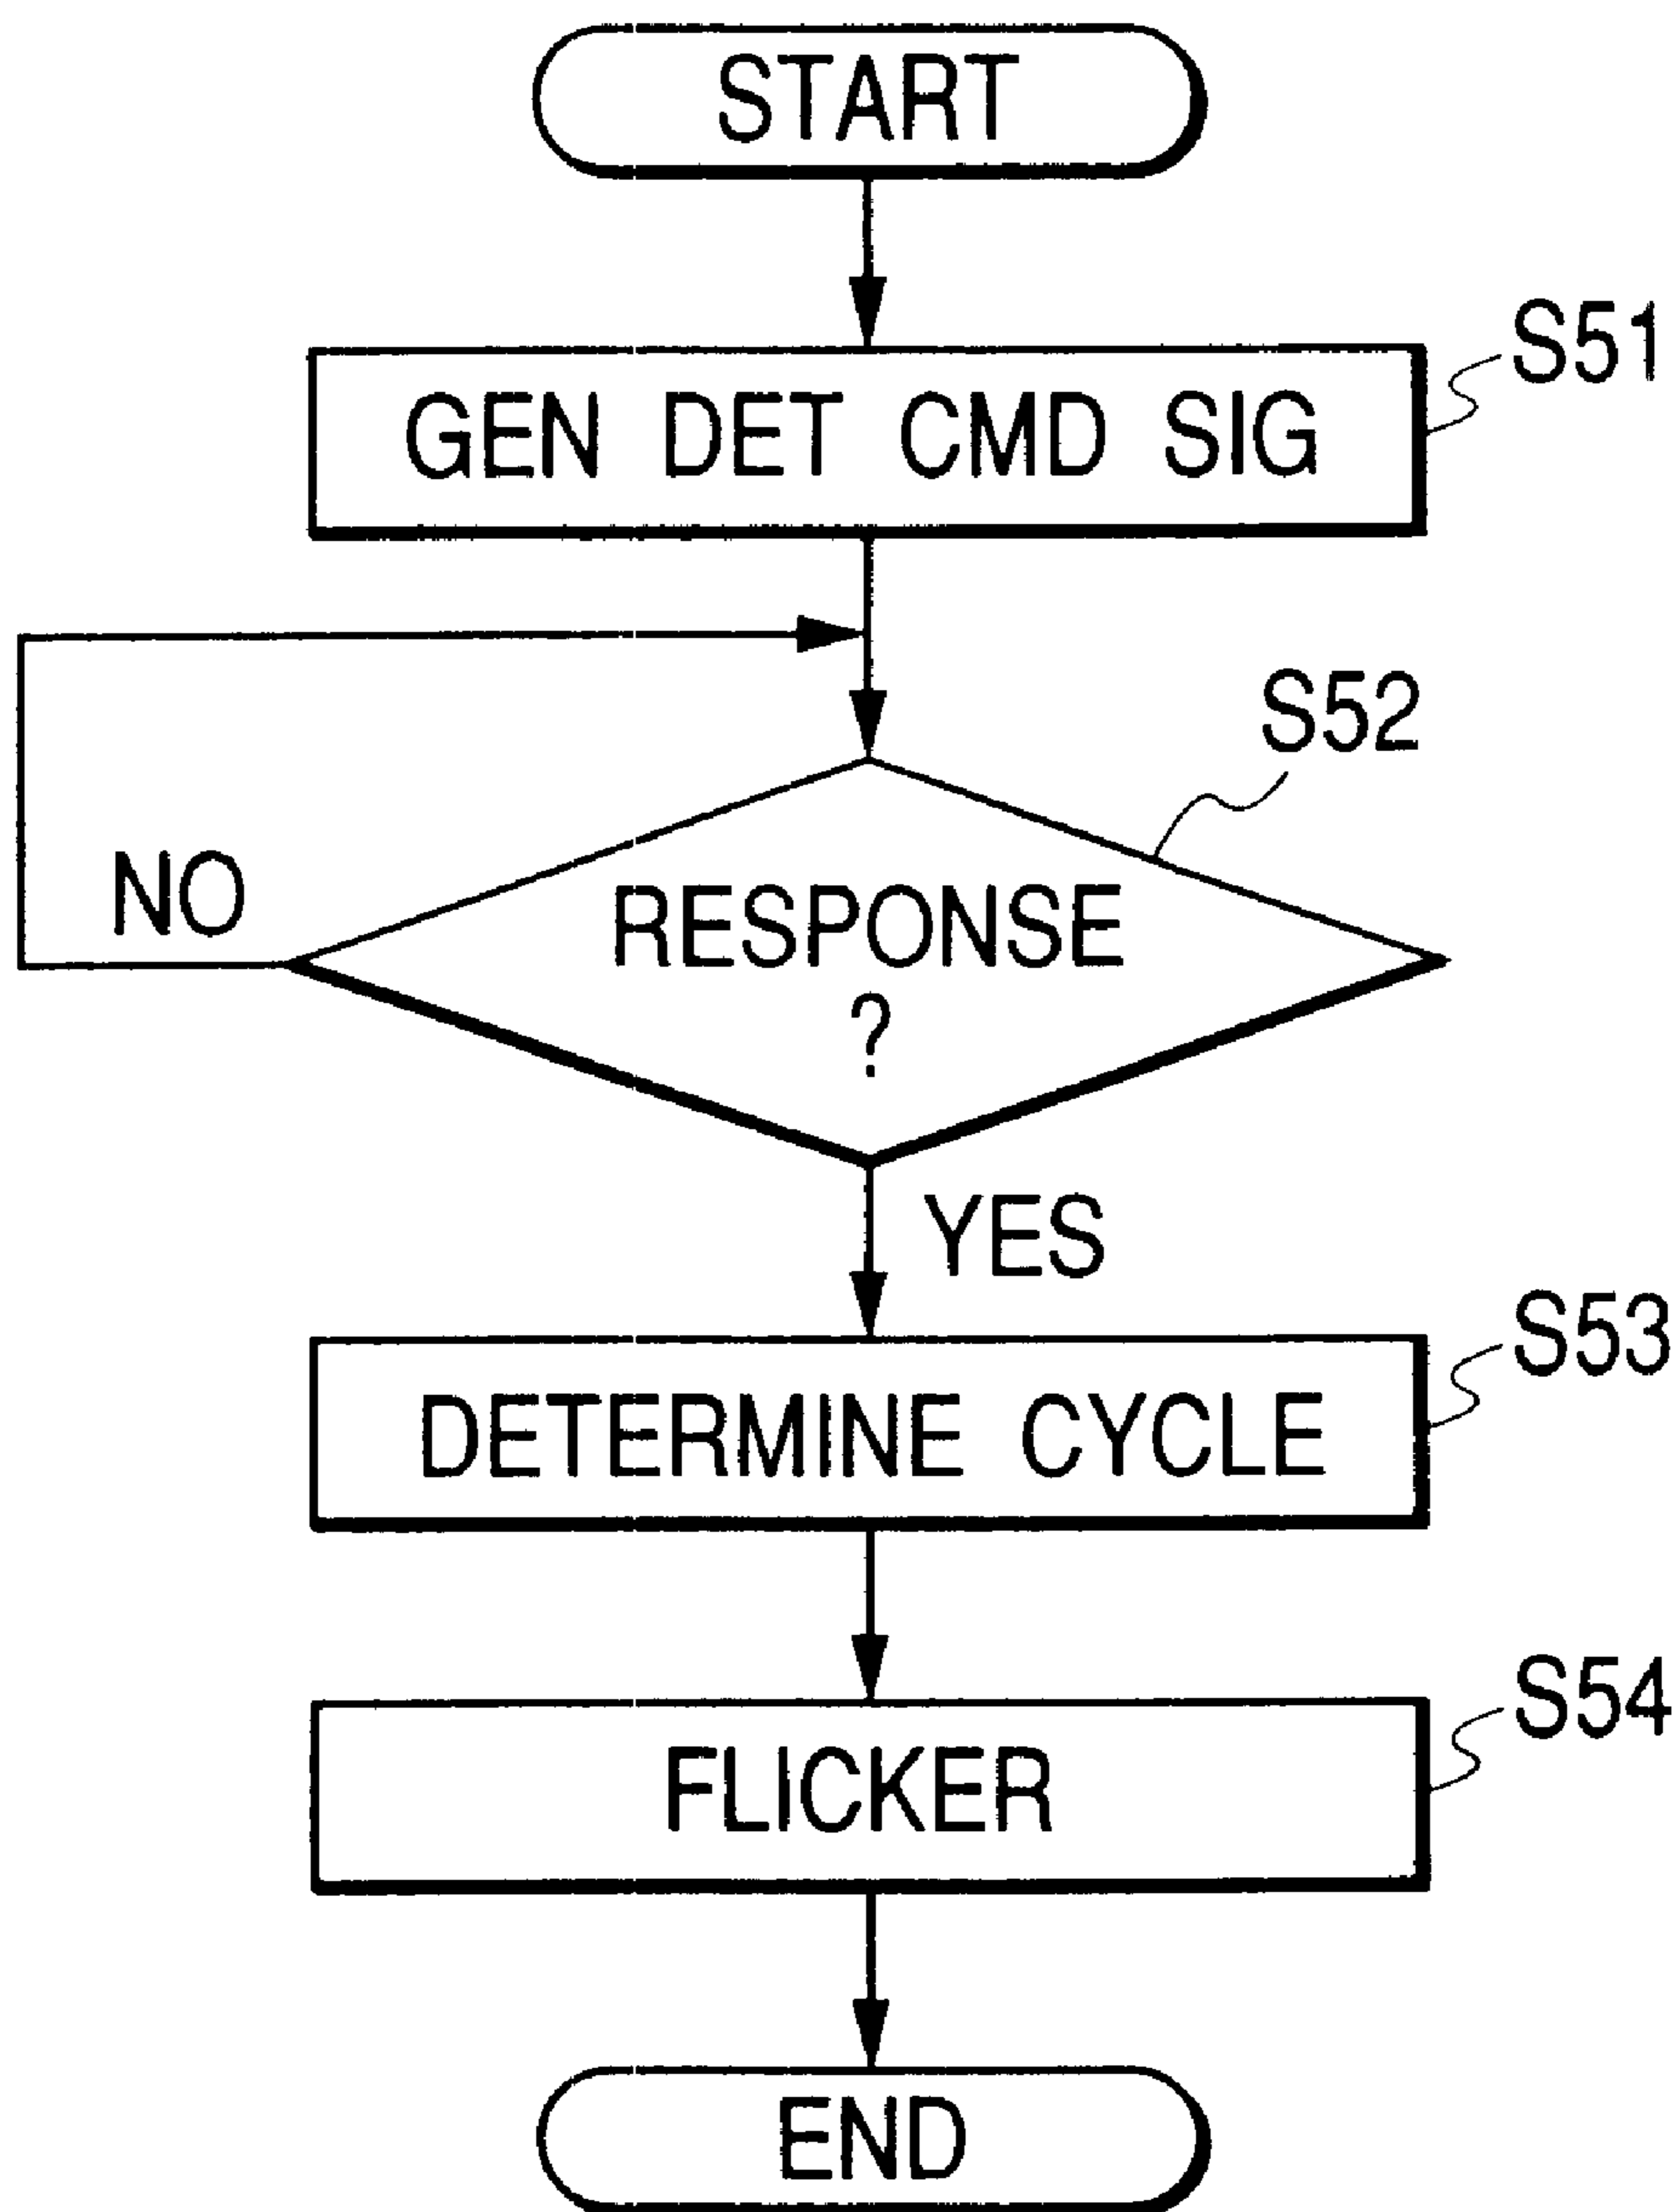 START
S51
GEN DET CMD SIG
S52
NO
RESPONSE
?
YES
S53
DETERMINE CYCLE
S54
FLICKER
END